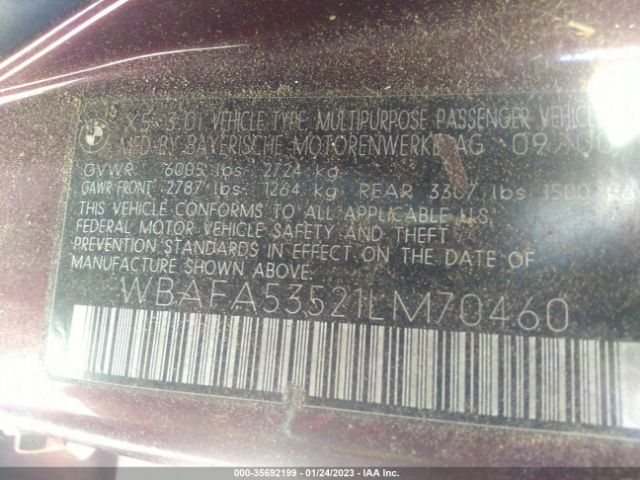 X5 3.0I VEHICLE TYPE: MULTIPURPOSE PASSENGER VEHIC
MFD BY BAYERISCHE MOTORENWERKE AG 09/00
GVWR 6005 lbs 2724 kg
GAWR FRONT 2787 lbs 1264 kg REAR 3307 lbs 1500
THIS VEHICLE CONFORMS TO ALL APPLICABLE U.S.
FEDERAL MOTOR VEHICLE SAFETY AND THEFT
PREVENTION STANDARDS IN EFFECT ON THE DATE
OF MANUFACTURE SHOWN ABOVE.
WBAFA53521LM70460
000-35692199 - 01/24/2023 - IAA Inc.